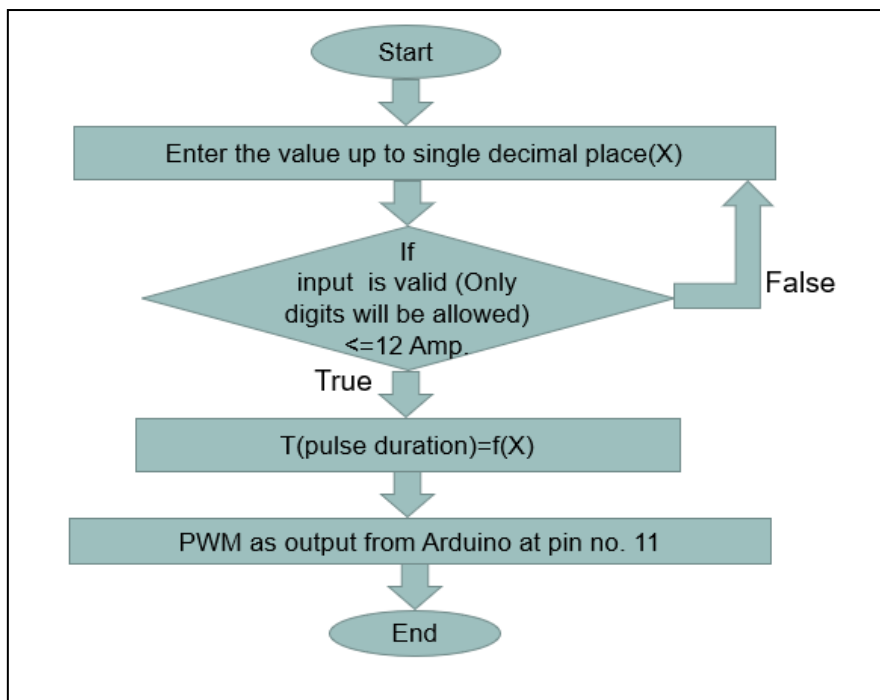 Start
Enter the value up to single decimal place(X)
If
input is valid (Only
digits will be allowed)
<=12 Amp.
False
True
T(pulse duration)=f(X)
PWM as output from Arduino at pin no. 11
End